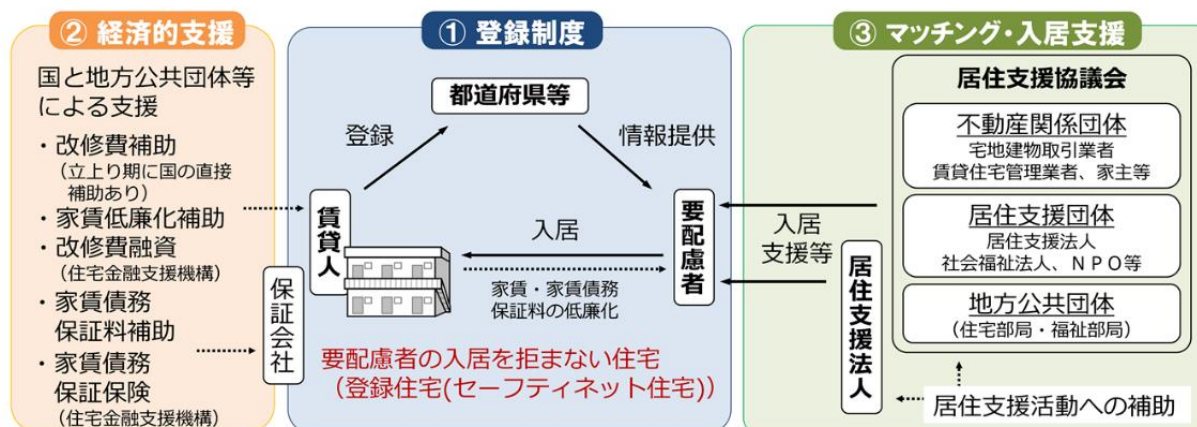 ② 経済的支援
国と地方公共団体等
による支援
・改修費補助
(立上り期に国の直接
補助あり)
・家賃低廉化補助
・改修費融資
(住宅金融支援機構)
・家賃債務
保証料補助
・家賃債務
保証保険
(住宅金融支援機構)
① 登録制度
都道府県等
登録
情報提供
賃貸人
保証会社
入居
家賃・家賃債務
保証料の低廉化
要配慮者
要配慮者の入居を拒まない住宅
（登録住宅(セーフティネット住宅)）
③ マッチング・入居支援
居住支援協議会
不動産関係団体
宅地建物取引業者
賃貸住宅管理業者、家主等
居住支援団体
居住支援法人
社会福祉法人、ＮＰＯ等
地方公共団体
(住宅部局・福祉部局)
入居
支援等
居住支援法人
居住支援活動への補助